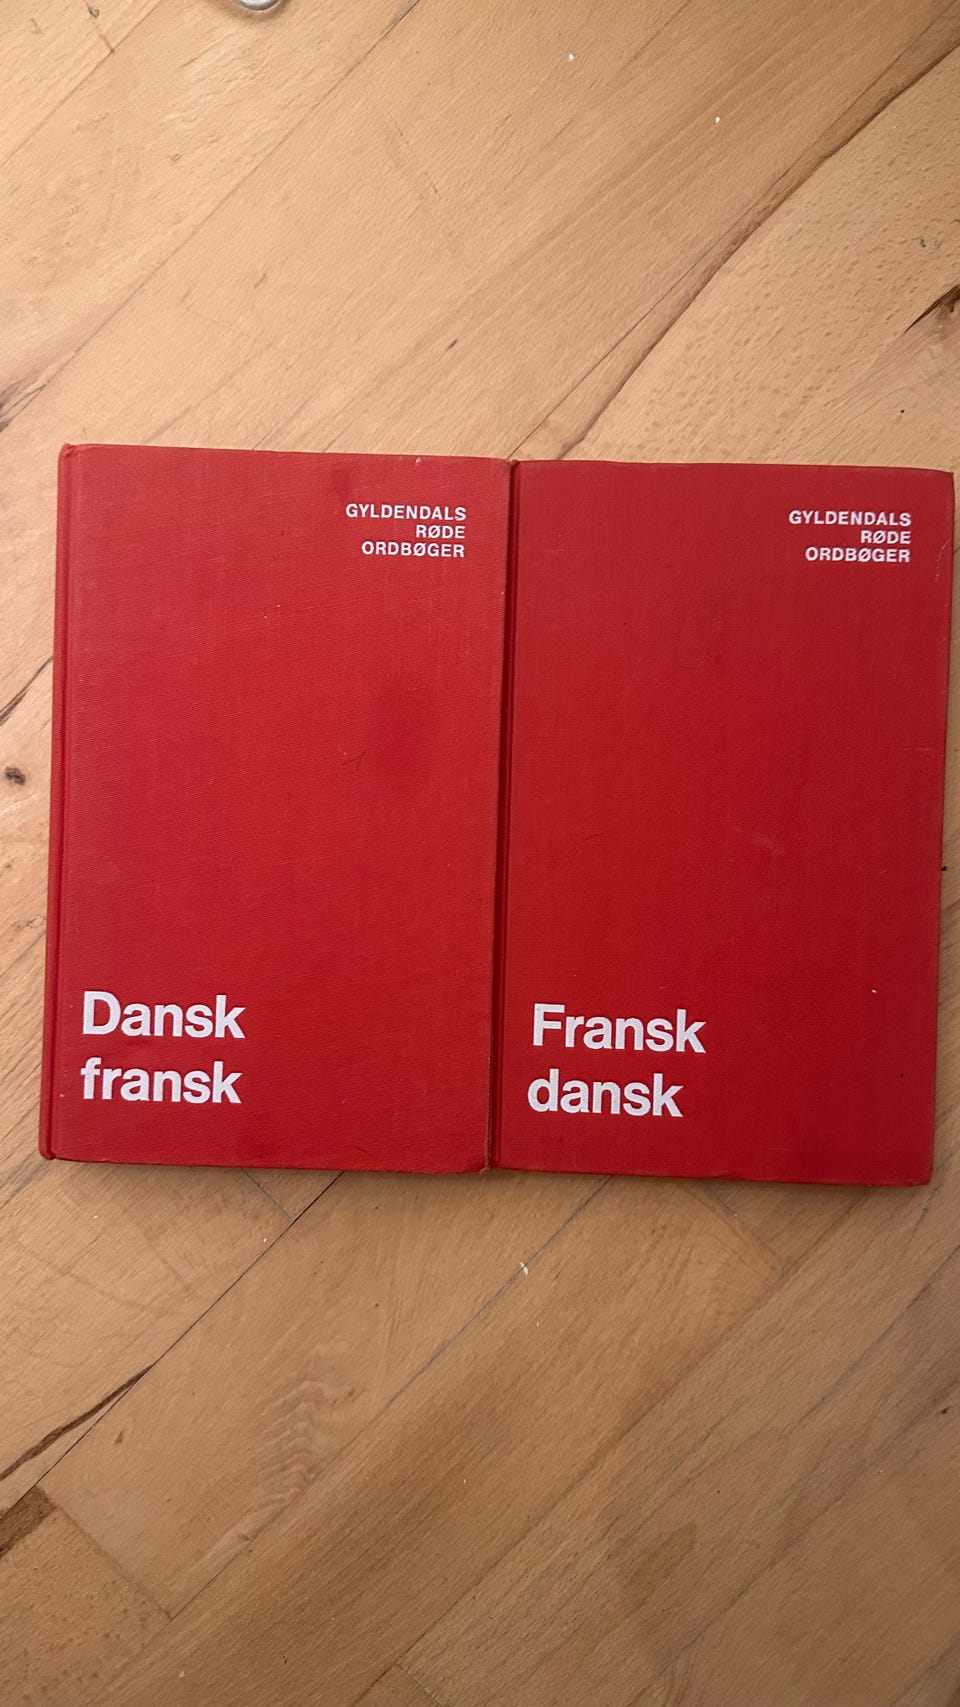 GYLDENDALS
RØDE
ORDBØGER
Dansk
fransk
GYLDENDALS
RØDE
ORDBØGER
Fransk
dansk